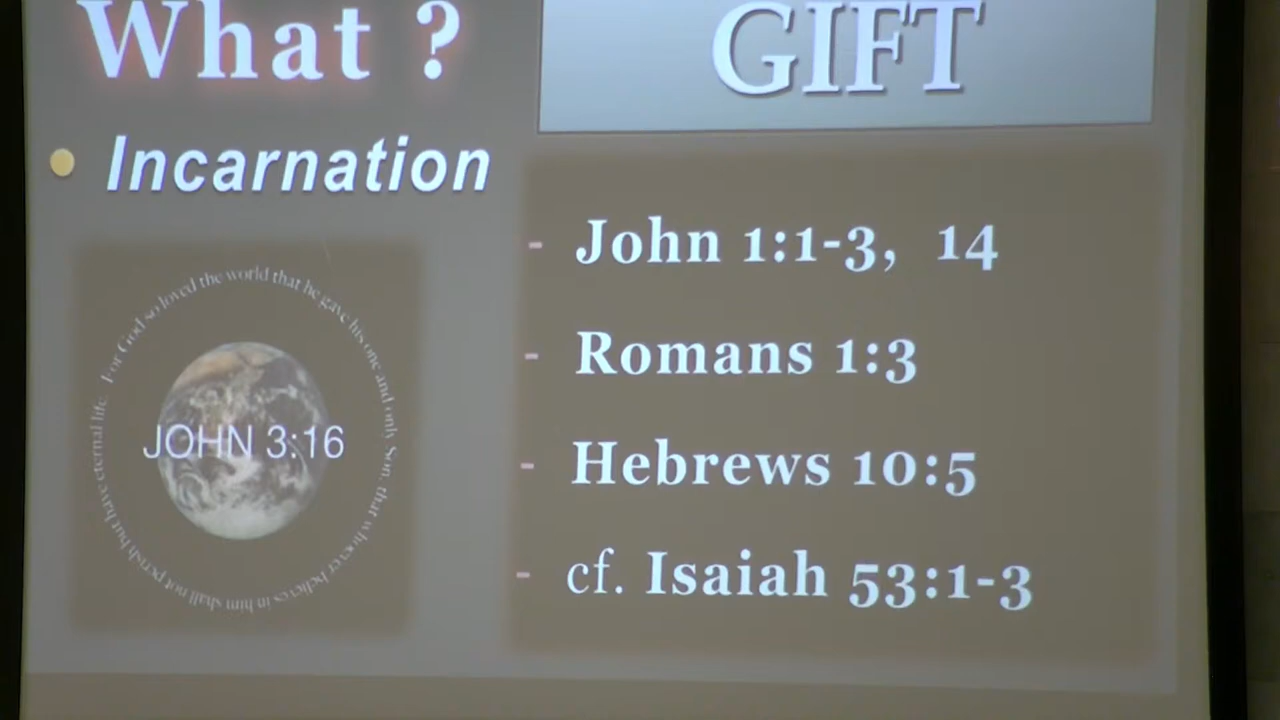 What ?
GIFT
• Incarnation
- John 1:1-3, 14
- Romans 1:3
- Hebrews 10:5
- cf. Isaiah 53:1-3
For God so loved the world that he gave his one and only Son, that whoever believes in him shall not perish but have eternal life.
JOHN 3:16